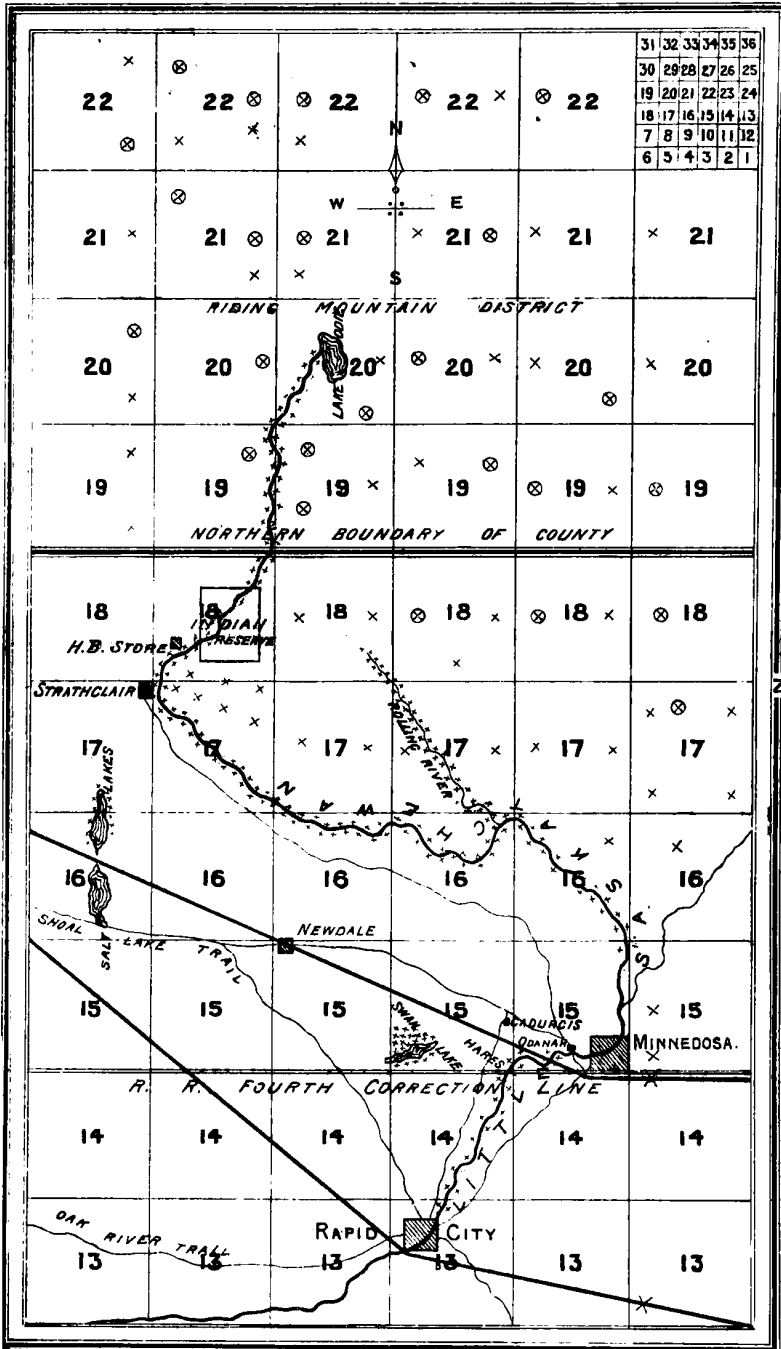 31 32 33 34 35 36
30 29 28 27 26 25
19 20 21 22 23 24
18 17 16 15 14 13
7 8 9 10 11 12
6 5 4 3 2 1
22 22 22 22 22
N
W E
21 21 21 21 21 21
S
RIDING MOUNTAIN DISTRICT
20 20 20 20 20 20
LAKE
19 19 19 19 19 19
NORTHERN BOUNDARY OF COUNTY
18 18 18 18 18 18
INDIAN
RESERVE
H.B. STORE
STRATHCLAIR
ROLLING RIVER
17 17 17 17 17 17
LITTLE SASKATCHEWAN
SALT LAKES
16 16 16 16 16 16
SHOAL LAKE TRAIL
NEWDALE
15 15 15 15 15 15
SWAN LAKE
CADURCIS
ODANAH
HARES
MINNEDOSA.
R. R. FOURTH CORRECTION LINE
14 14 14 14 14 14
OAK RIVER TRALL
RAPID CITY
13 13 13 13 13 13